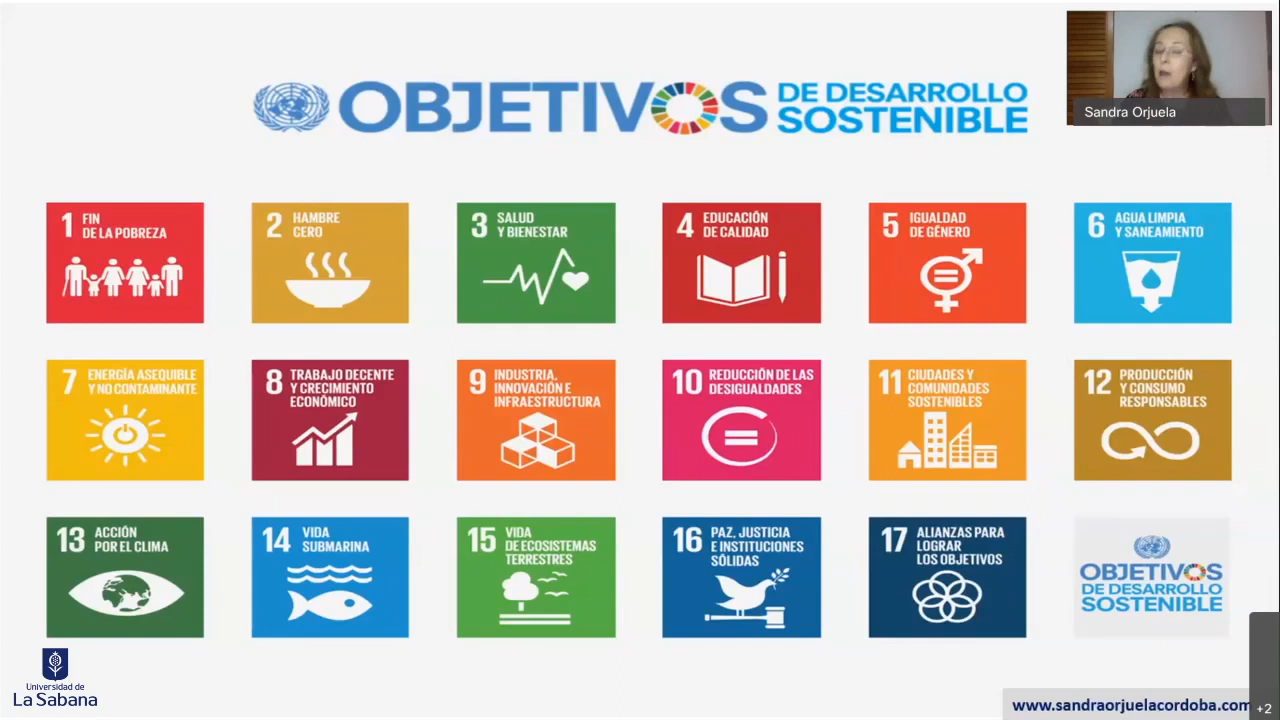 OBJETIVOS DE DESARROLLO
SOSTENIBLE
Sandra Orjuela
1 FIN
DE LA POBREZA
2 HAMBRE
CERO
3 SALUD
Y BIENESTAR
4 EDUCACIÓN
DE CALIDAD
5 IGUALDAD
DE GÉNERO
6 AGUA LIMPIA
Y SANEAMIENTO
7 ENERGÍA ASEQUIBLE
Y NO CONTAMINANTE
8 TRABAJO DECENTE
Y CRECIMIENTO
ECONÓMICO
9 INDUSTRIA,
INNOVACIÓN E
INFRAESTRUCTURA
10 REDUCCIÓN DE LAS
DESIGUALDADES
11 CIUDADES Y
COMUNIDADES
SOSTENIBLES
12 PRODUCCIÓN
Y CONSUMO
RESPONSABLES
13 ACCIÓN
POR EL CLIMA
14 VIDA
SUBMARINA
15 VIDA
DE ECOSISTEMAS
TERRESTRES
16 PAZ, JUSTICIA
E INSTITUCIONES
SÓLIDAS
17 ALIANZAS PARA
LOGRAR
LOS OBJETIVOS
OBJETIVOS
DE DESARROLLO
SOSTENIBLE
Universidad de
La Sabana
www.sandraorjuelacordoba.com
+2